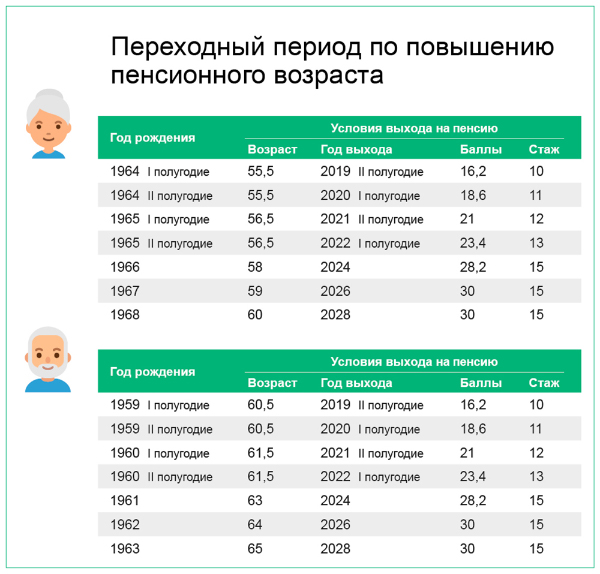 Переходный период по повышению
пенсионного возраста
Год рождения Условия выхода на пенсию
Возраст Год выхода Баллы Стаж
1964 I полугодие 55,5 2019 II полугодие 16,2 10
1964 II полугодие 55,5 2020 I полугодие 18,6 11
1965 I полугодие 56,5 2021 II полугодие 21 12
1965 II полугодие 56,5 2022 I полугодие 23,4 13
1966 58 2024 28,2 15
1967 59 2026 30 15
1968 60 2028 30 15
Год рождения Условия выхода на пенсию
Возраст Год выхода Баллы Стаж
1959 I полугодие 60,5 2019 II полугодие 16,2 10
1959 II полугодие 60,5 2020 I полугодие 18,6 11
1960 I полугодие 61,5 2021 II полугодие 21 12
1960 II полугодие 61,5 2022 I полугодие 23,4 13
1961 63 2024 28,2 15
1962 64 2026 30 15
1963 65 2028 30 15